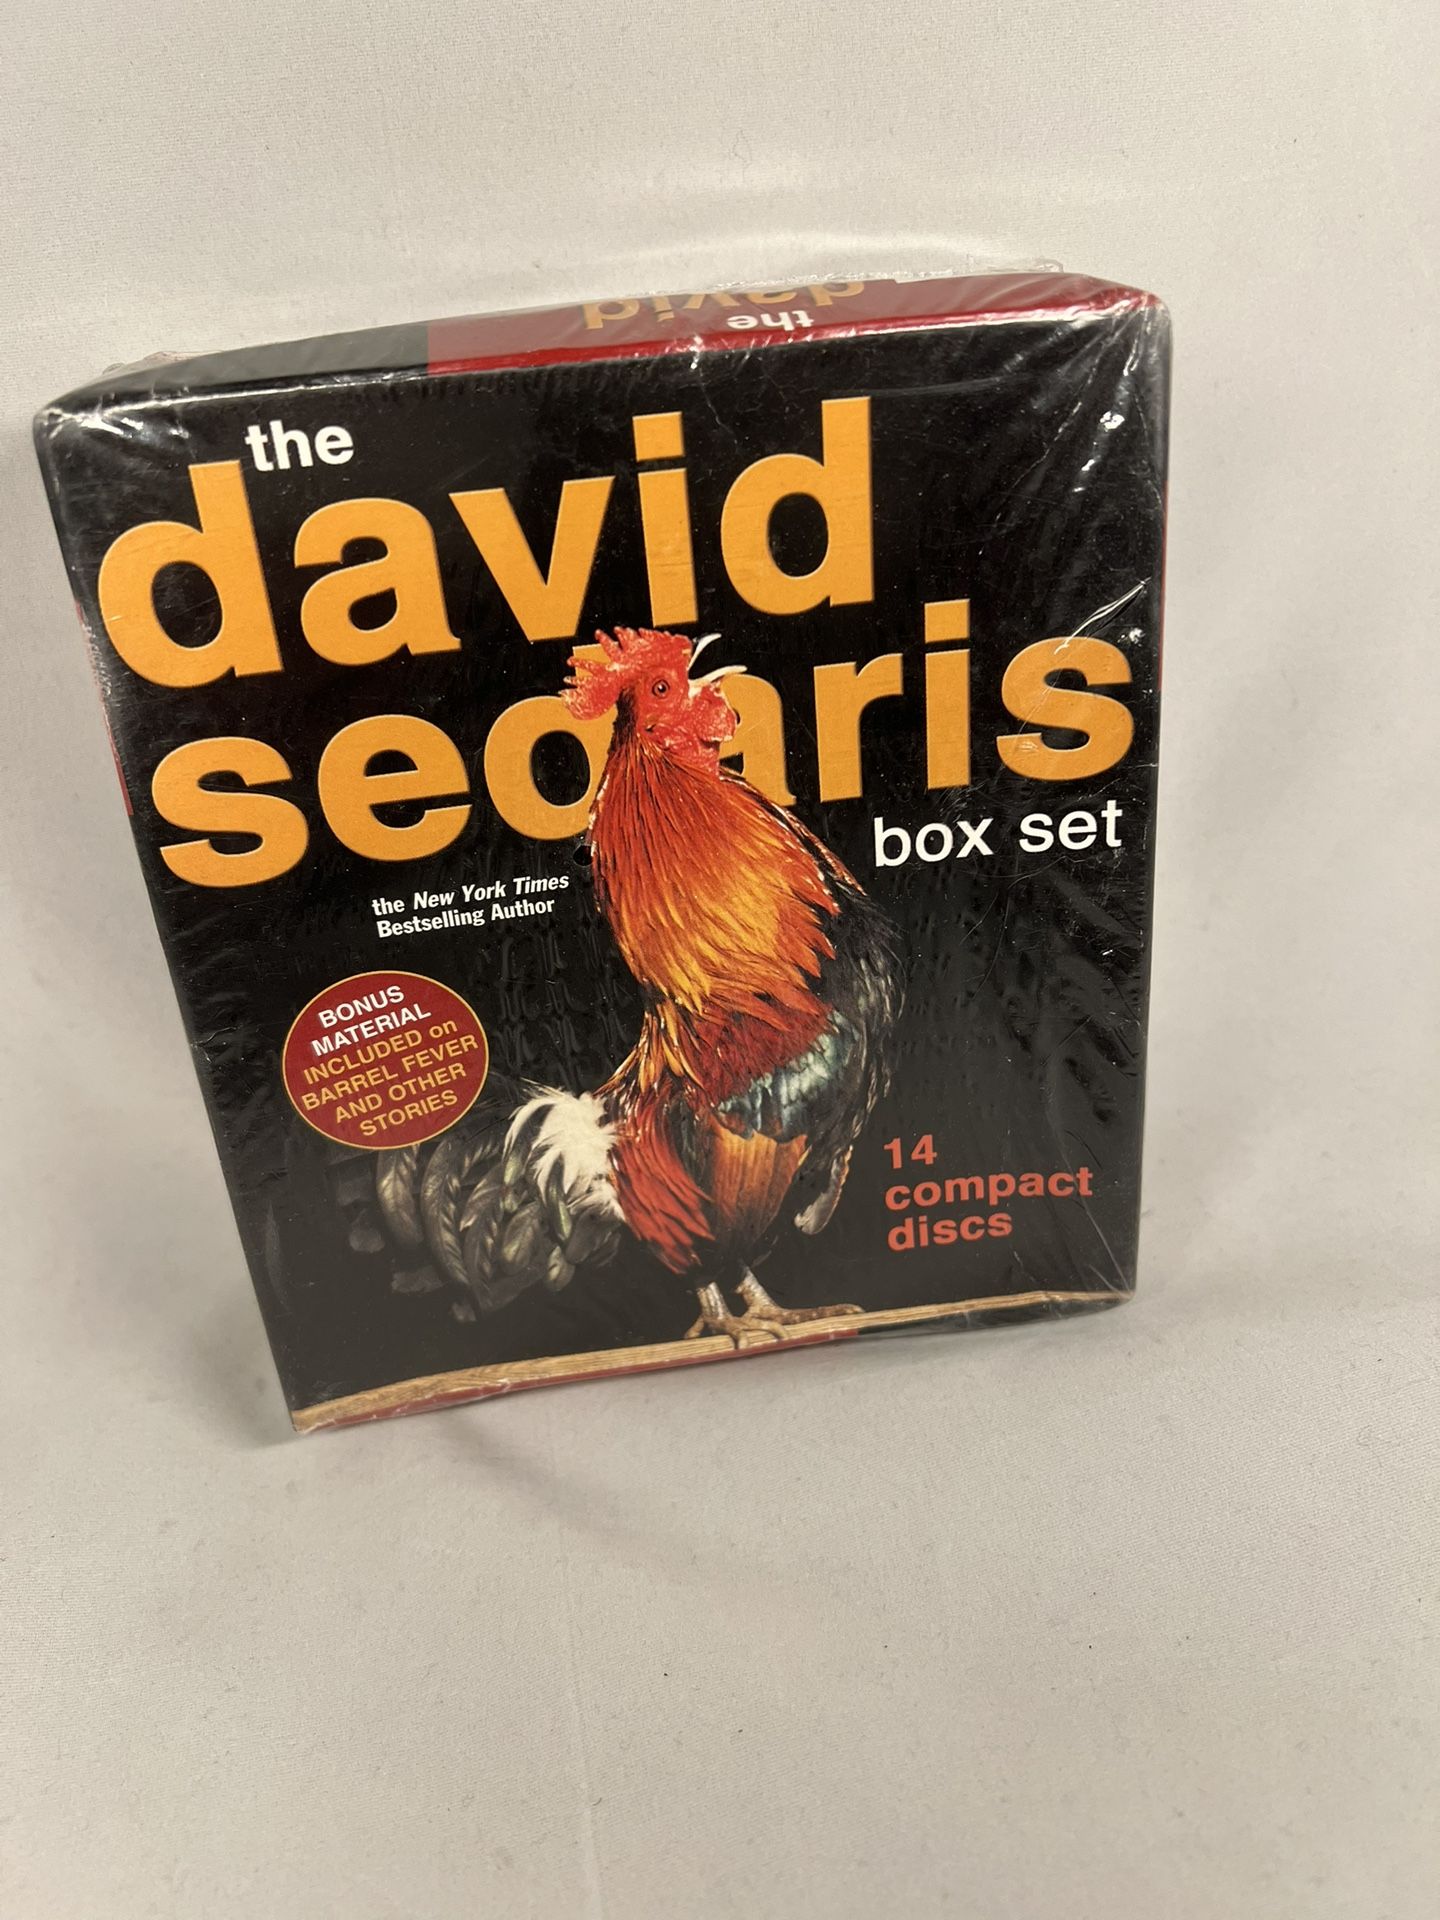 the
david
the
david
sedaris
box set
the New York Times
Bestselling Author
BONUS
MATERIAL
INCLUDED on
BARREL FEVER
AND OTHER
STORIES
14
compact
discs